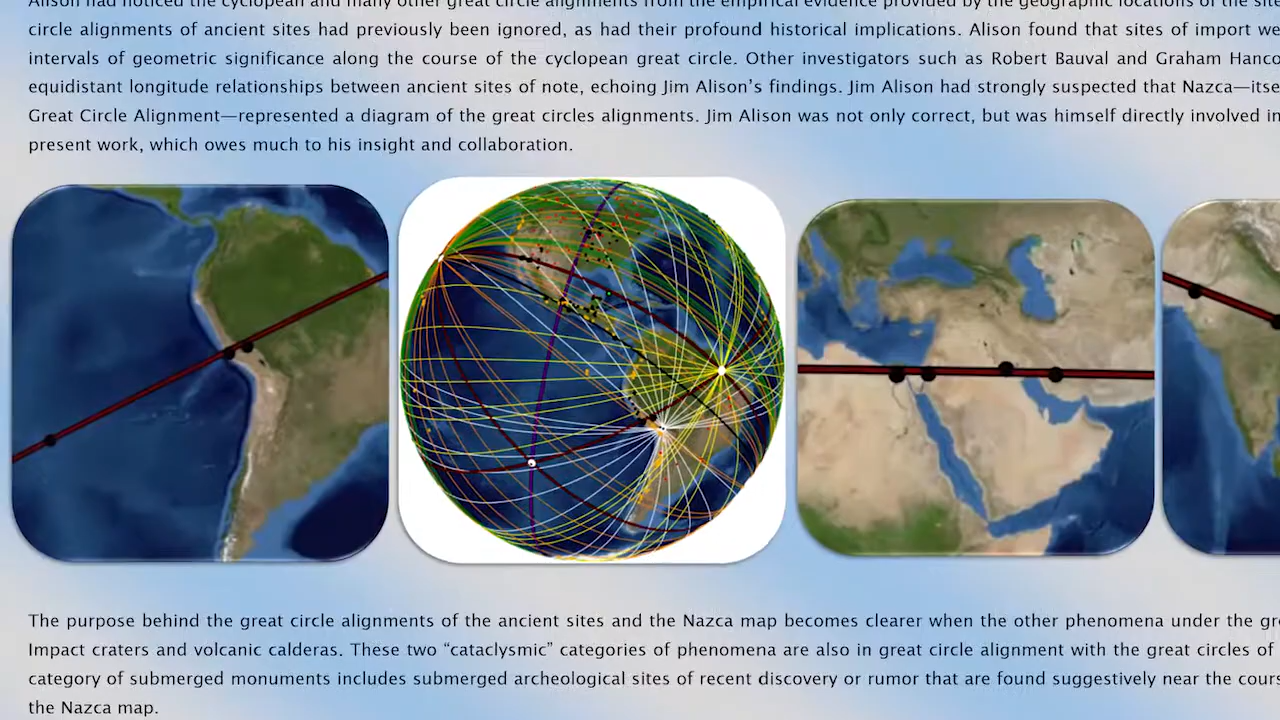 Alison had noticed the cyclopean and many other great circle alignments from the empirical evidence provided by the geographic locations of the
circle alignments of ancient sites had previously been ignored, as had their profound historical implications. Alison found that sites of import
intervals of geometric significance along the course of the cyclopean great circle. Other investigators such as Robert Bauval and Graham
equidistant longitude relationships between ancient sites of note, echoing Jim Alison's findings. Jim Alison had strongly suspected that Nazca—
Great Circle Alignment—represented a diagram of the great circles alignments. Jim Alison was not only correct, but was himself directly involved in
present work, which owes much to his insight and collaboration.
The purpose behind the great circle alignments of the ancient sites and the Nazca map becomes clearer when the other phenomena under the
Impact craters and volcanic calderas. These two “cataclysmic” categories of phenomena are also in great circle alignment with the great circles of
category of submerged monuments includes submerged archeological sites of recent discovery or rumor that are found suggestively near the
the Nazca map.